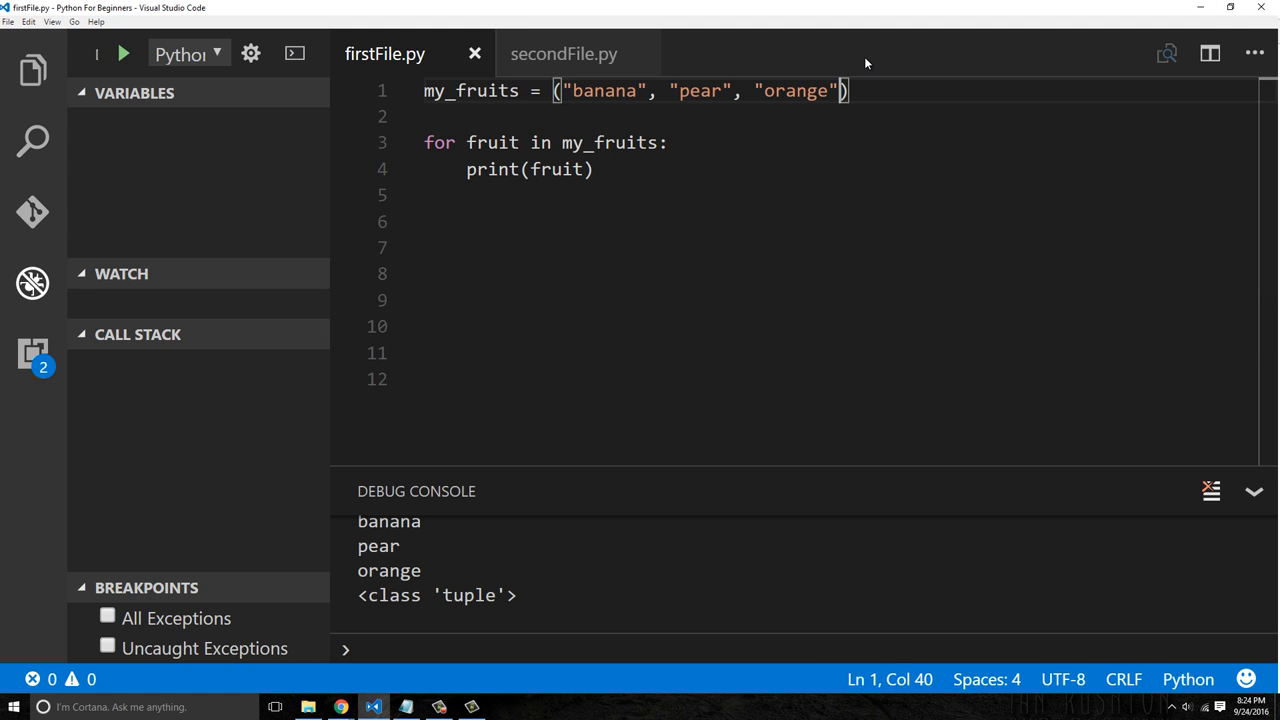 firstFile.py - Python For Beginners - Visual Studio Code
File Edit View Go Help
Python
firstFile.py
secondFile.py
VARIABLES
WATCH
CALL STACK
BREAKPOINTS
All Exceptions
Uncaught Exceptions
2
1 my_fruits = ("banana", "pear", "orange")
2
3 for fruit in my_fruits:
4 print(fruit)
5
6
7
8
9
10
11
12
DEBUG CONSOLE
banana
pear
orange
<class 'tuple'>
0 0
Ln 1, Col 40 Spaces: 4 UTF-8 CRLF Python
I'm Cortana. Ask me anything.
8:24 PM
9/24/2016